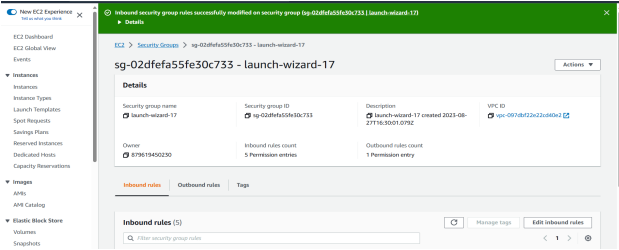 New EC2 Experience
Tell us what you think
EC2 Dashboard
EC2 Global View
Events
Instances
Instances
Instance Types
Launch Templates
Spot Requests
Savings Plans
Reserved Instances
Dedicated Hosts
Capacity Reservations
Images
AMIs
AMI Catalog
Elastic Block Store
Volumes
Snapshots
Inbound security group rules successfully modified on security group (sg-02dfefa55fe30c733 | launch-wizard-17)
Details
EC2 > Security Groups > sg-02dfefa55fe30c733 - launch-wizard-17
sg-02dfefa55fe30c733 - launch-wizard-17
Actions
Details
Security group name
launch-wizard-17
Security group ID
sg-02dfefa55fe30c733
Description
launch-wizard-17 created 2023-08-
27T16:30:01.079Z
VPC ID
vpc-097dbf22e22cd40e2
Owner
879619450230
Inbound rules count
5 Permission entries
Outbound rules count
1 Permission entry
Inbound rules
Outbound rules
Tags
Inbound rules (5)
Manage tags
Edit inbound rules
Filter security group rules
1